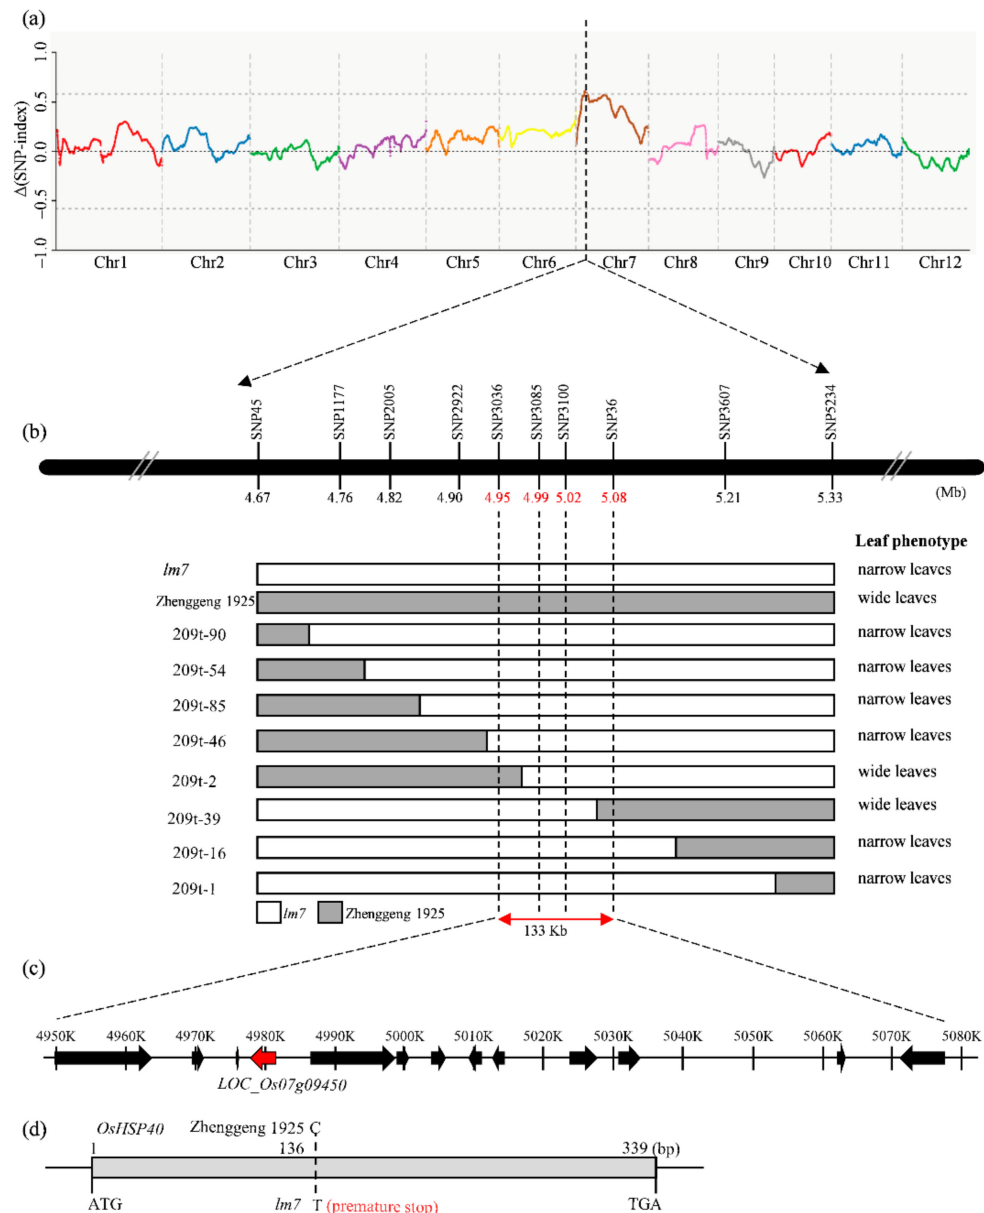 (a)
Δ(SNP-index)
1.0
0.5
0.0
−0.5
−1.0
Chr1 Chr2 Chr3 Chr4 Chr5 Chr6 Chr7 Chr8 Chr9 Chr10 Chr11 Chr12
(b)
SNP45 SNP1177 SNP2005 SNP2922 SNP3036 SNP3085 SNP3100 SNP36 SNP3607 SNP5234
4.67 4.76 4.82 4.90 4.95 4.99 5.02 5.08 5.21 5.33 (Mb)
Leaf phenotype
lm7 narrow leaves
Zhenggeng 1925 wide leaves
209t-90 narrow leaves
209t-54 narrow leaves
209t-85 narrow leaves
209t-46 narrow leaves
209t-2 wide leaves
209t-39 wide leaves
209t-16 narrow leaves
209t-1 narrow leaves
lm7 Zhenggeng 1925
133 Kb
(c)
4950K 4960K 4970K 4980K 4990K 5000K 5010K 5020K 5030K 5040K 5050K 5060K 5070K 5080K
LOC_Os07g09450
(d)
OsHSP40 Zhenggeng 1925 C
1 136 339 (bp)
ATG lm7 T (premature stop) TGA